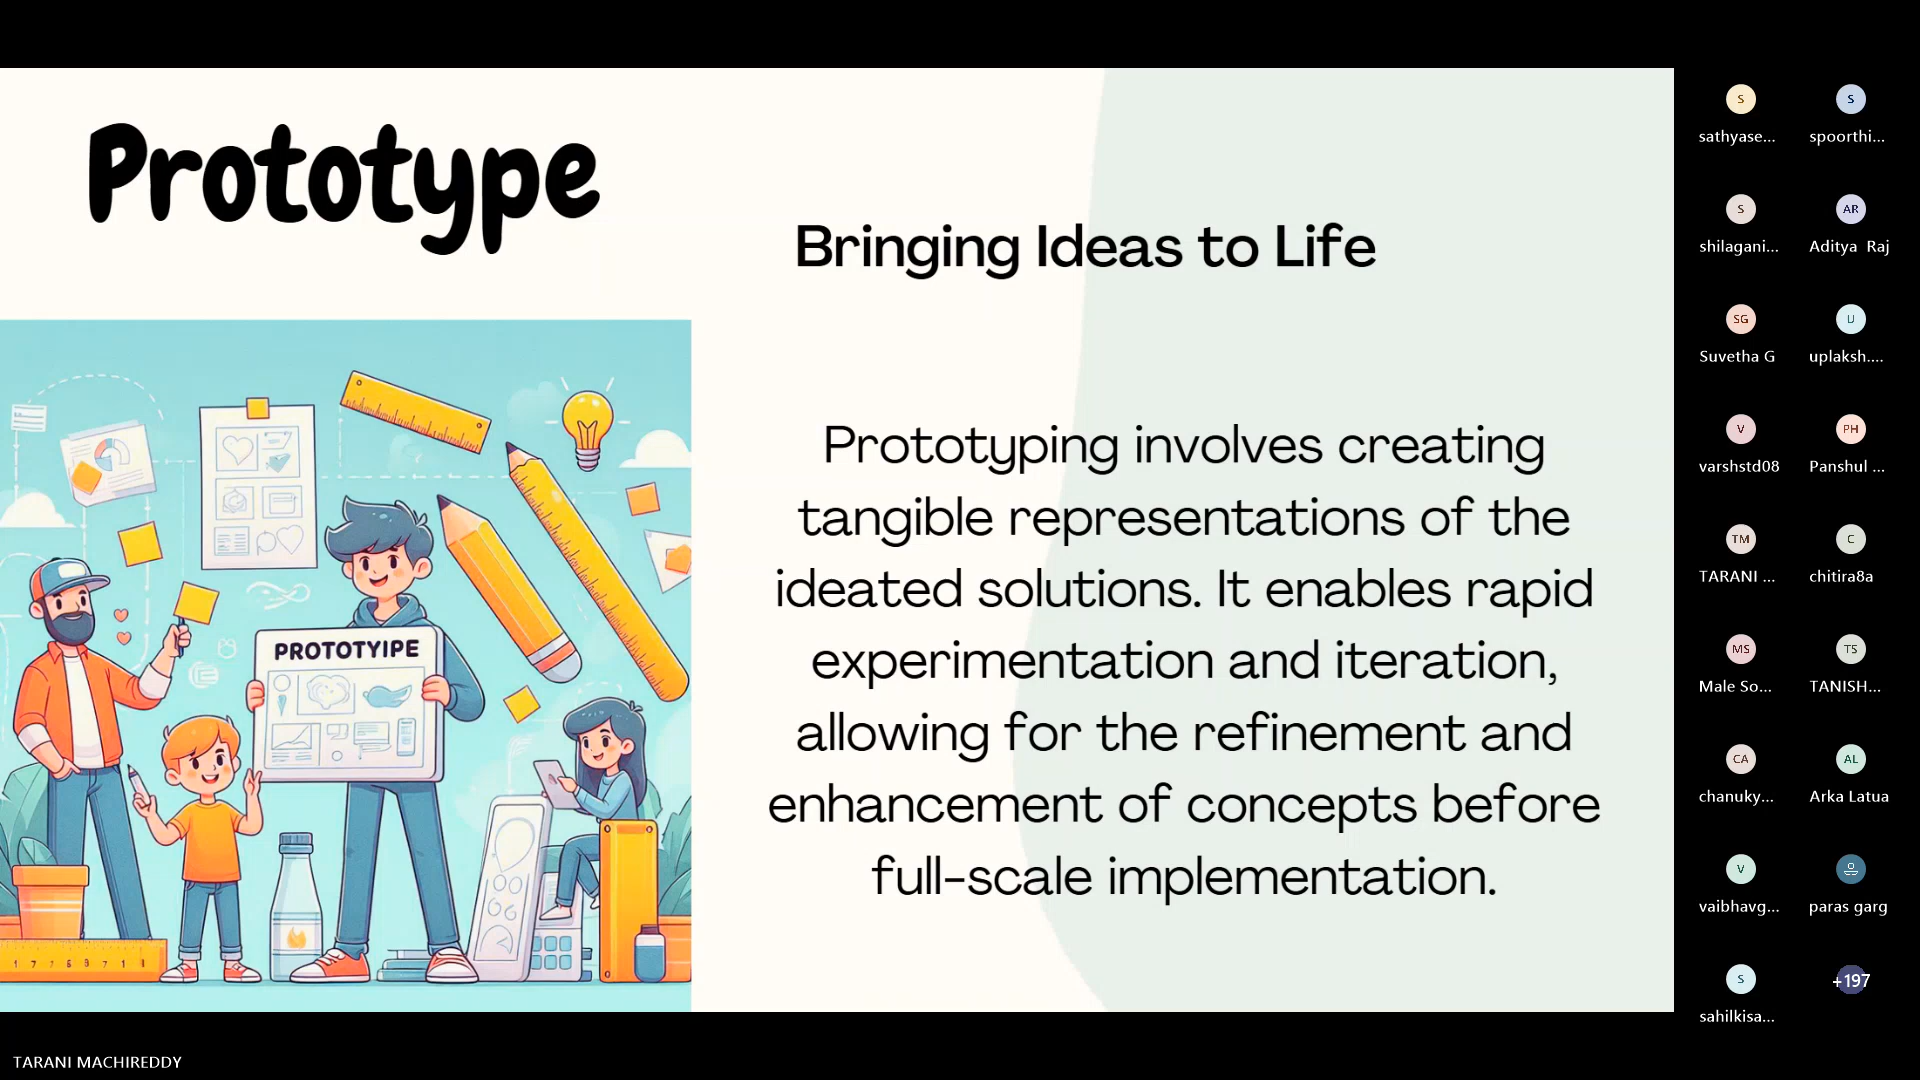 Prototype
Bringing Ideas to Life
Prototyping involves creating
tangible representations of the
ideated solutions. It enables rapid
experimentation and iteration,
allowing for the refinement and
enhancement of concepts before
full-scale implementation.
PROTOTYIPE
S
sathyase...
S
spoorthi...
S
shilagani...
AR
Aditya Raj
SG
Suvetha G
U
uplaksh....
V
varshstd08
PH
Panshul ...
TM
TARANI ...
C
chitira8a
MS
Male So...
TS
TANISH...
CA
chanuky...
AL
Arka Latua
V
vaibhavg...
paras garg
S
sahilkisa...
+197
TARANI MACHIREDDY